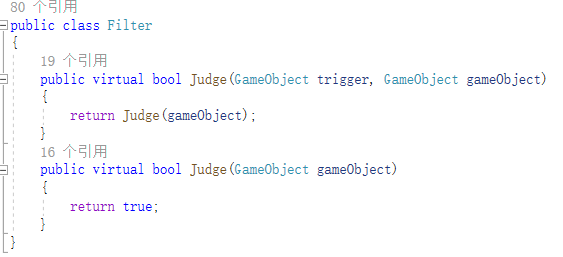 80 个引用
public class Filter
{
19 个引用
public virtual bool Judge(GameObject trigger, GameObject gameObject)
{
return Judge(gameObject);
}
16 个引用
public virtual bool Judge(GameObject gameObject)
{
return true;
}
}